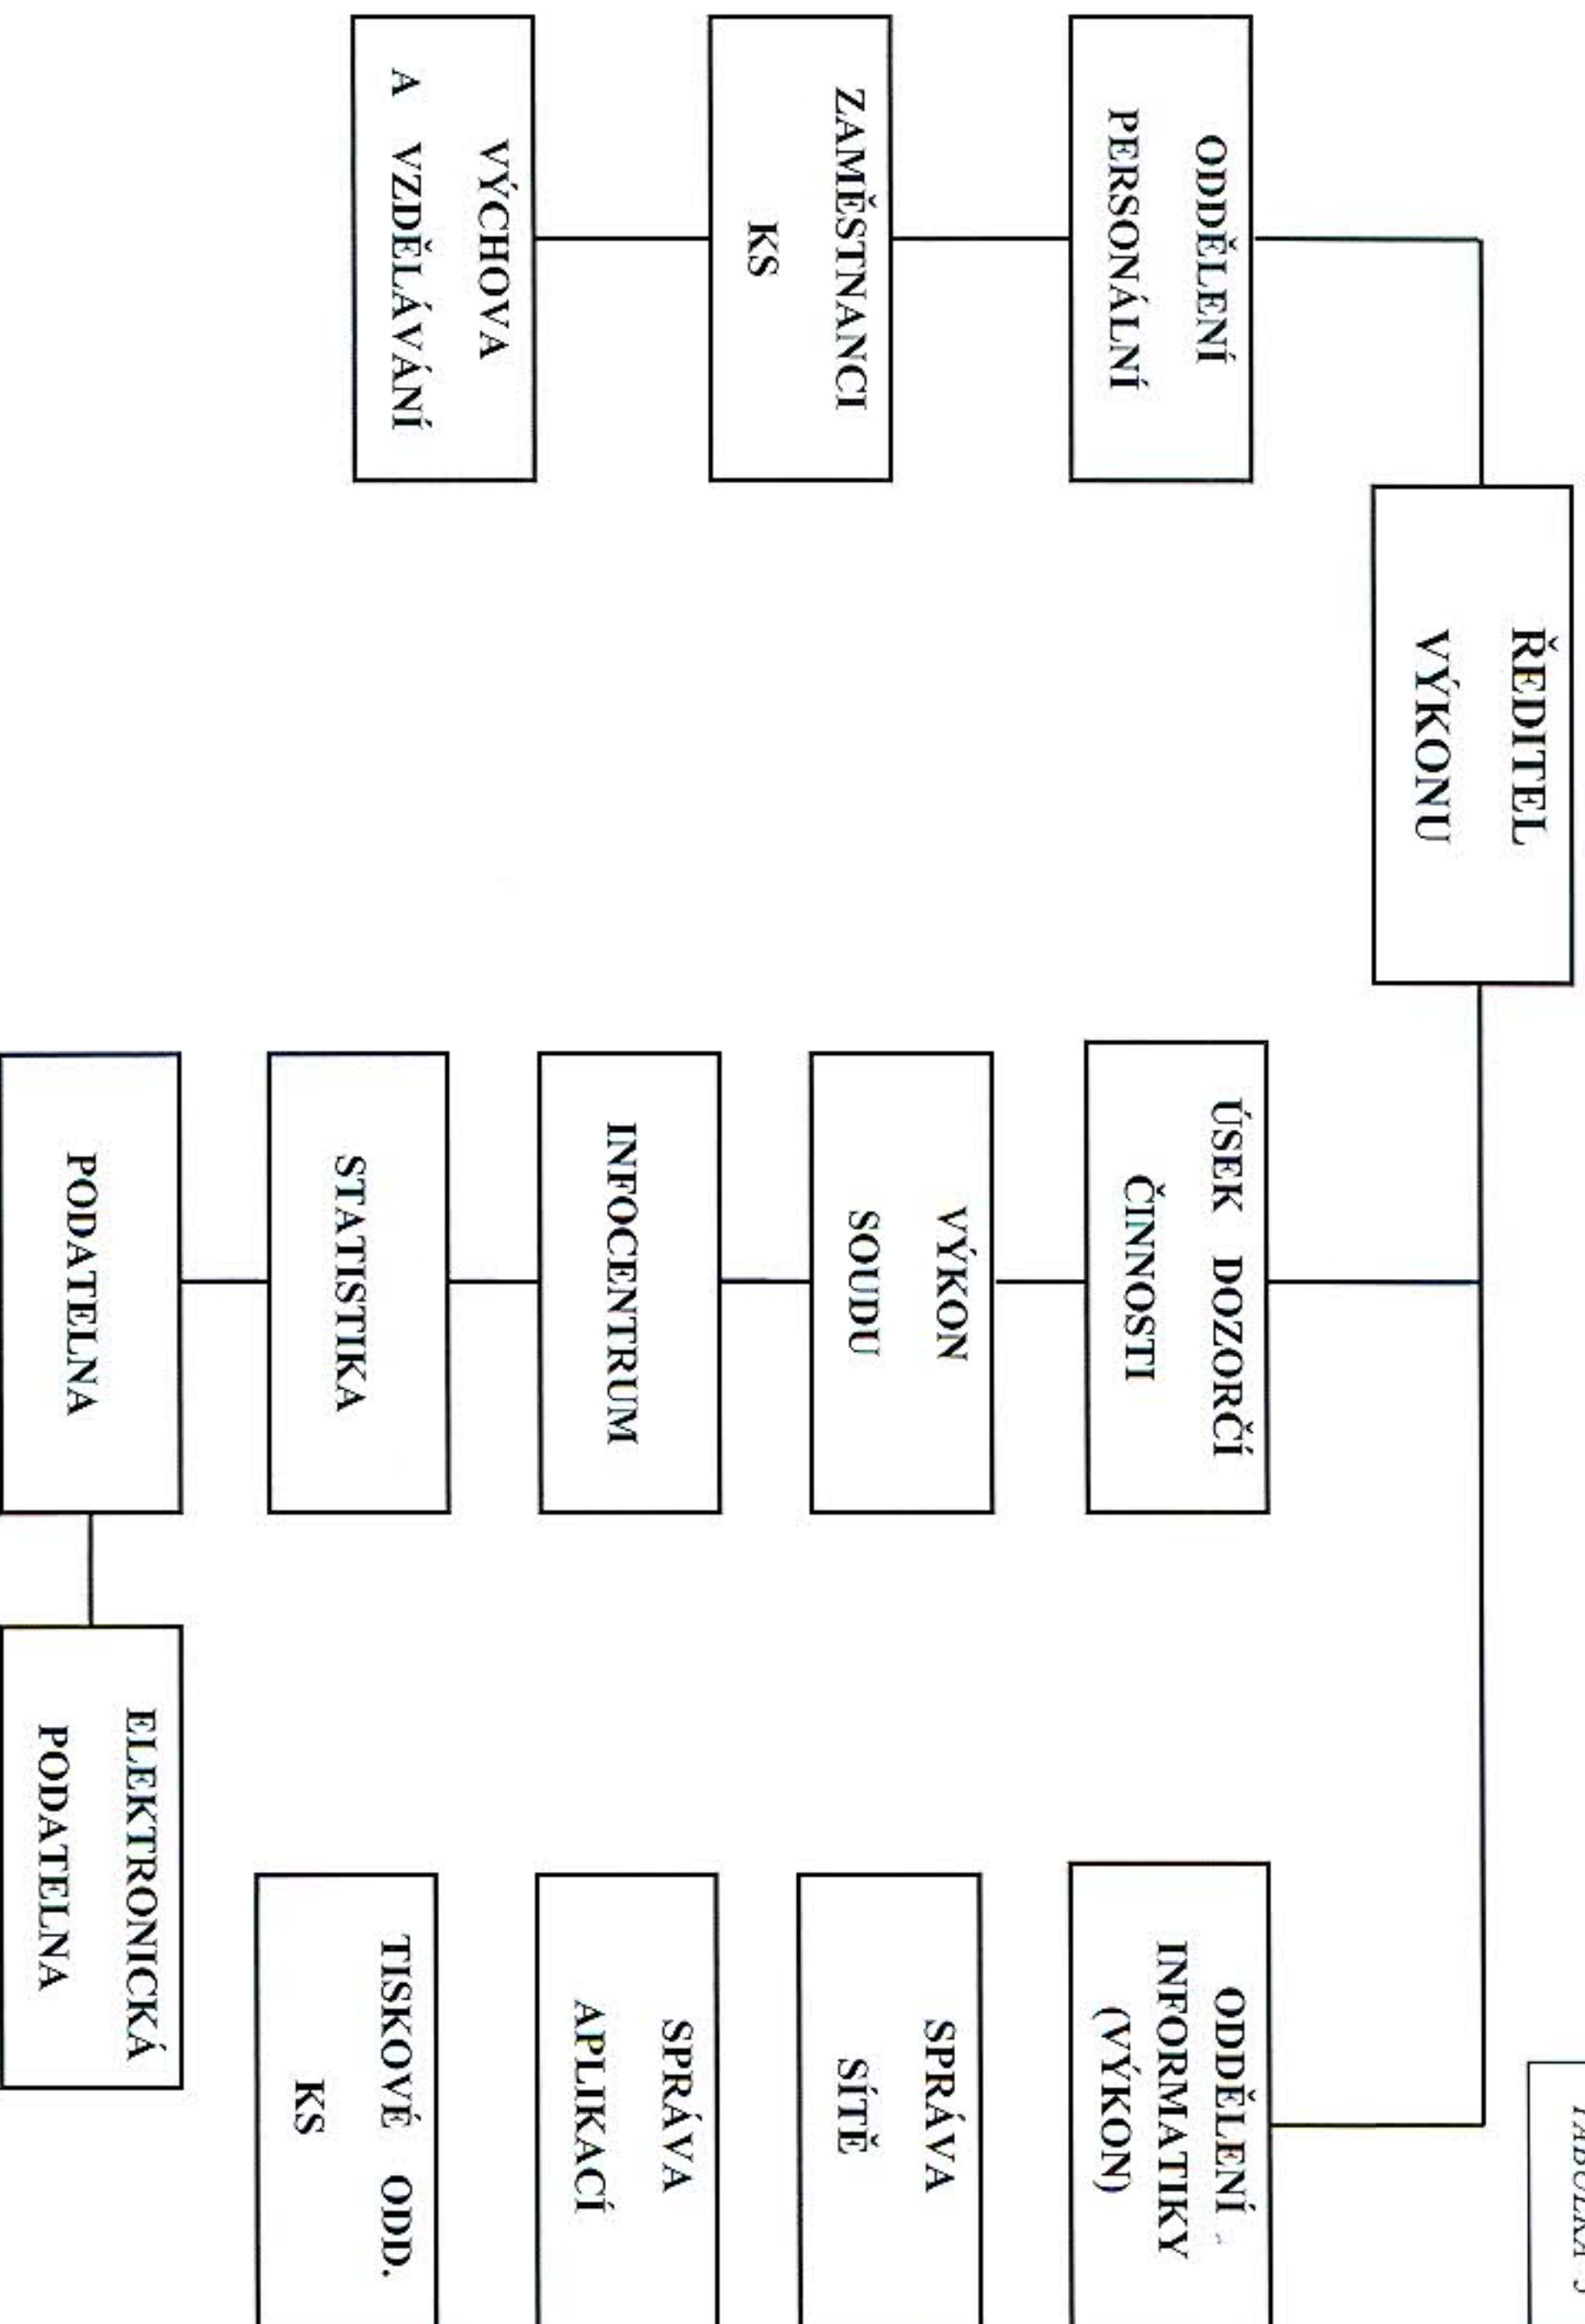 ŘEDITEL
VÝKONU
ODDĚLENÍ
PERSONÁLNÍ
ZAMĚSTNANCI
KS
VÝCHOVA
A VZDĚLÁVÁNÍ
ÚSEK DOZORČÍ
ČINNOSTI
VÝKON
SOUDU
INFOCENTRUM
STATISTIKA
PODATELNA
ELEKTRONICKÁ
PODATELNA
ODDĚLENÍ
INFORMATIKY
(VÝKON)
SPRÁVA
SÍTĚ
SPRÁVA
APLIKACÍ
TISKOVÉ ODD.
KS